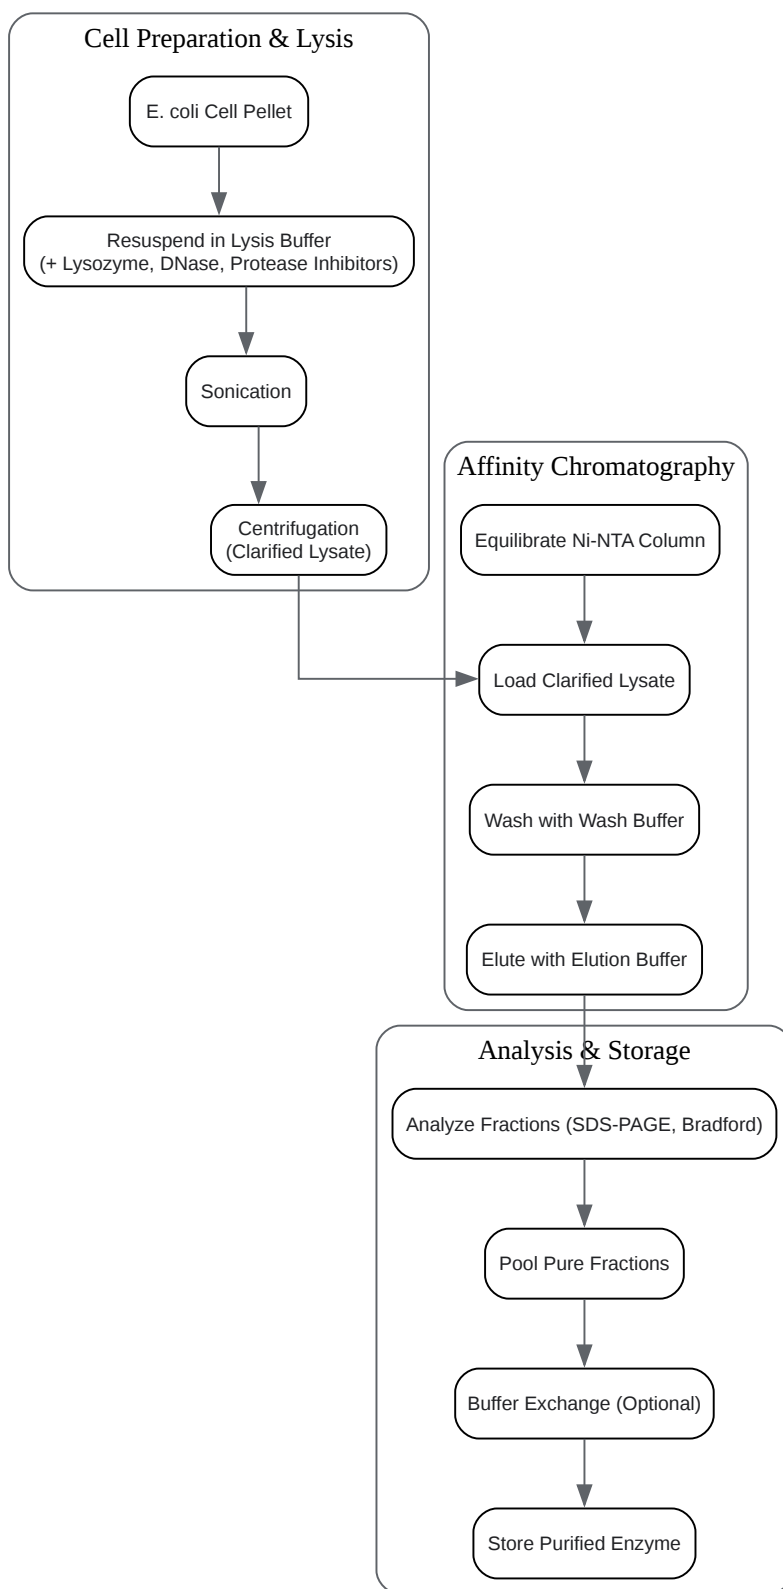 Cell Preparation & Lysis
E. coli Cell Pellet
Resuspend in Lysis Buffer
(+ Lysozyme, DNase, Protease Inhibitors)
Sonication
Centrifugation
(Clarified Lysate)
Affinity Chromatography
Equilibrate Ni-NTA Column
Load Clarified Lysate
Wash with Wash Buffer
Elute with Elution Buffer
Analysis & Storage
Analyze Fractions (SDS-PAGE, Bradford)
Pool Pure Fractions
Buffer Exchange (Optional)
Store Purified Enzyme